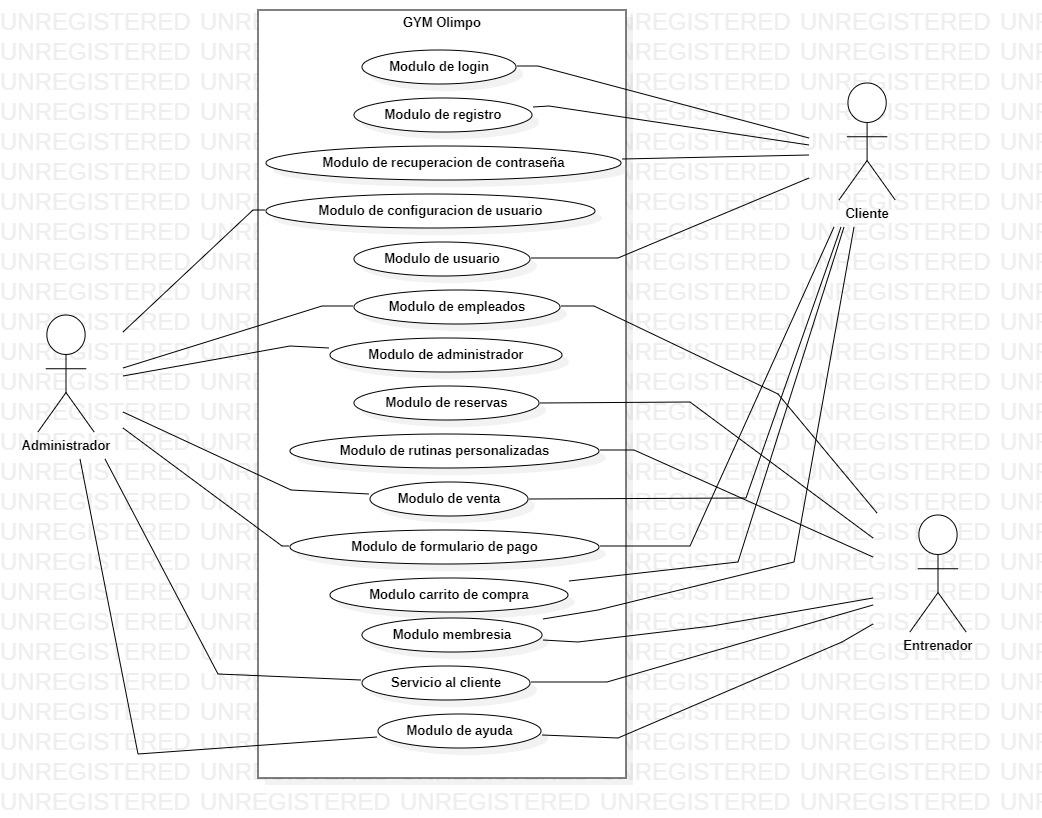 GYM Olimpo
Modulo de login
Modulo de registro
Modulo de recuperacion de contraseña
Modulo de configuracion de usuario
Cliente
Modulo de usuario
Modulo de empleados
Modulo de administrador
Modulo de reservas
Administrador
Modulo de rutinas personalizadas
Modulo de venta
Modulo de formulario de pago
Modulo carrito de compra
Modulo membresia
Entrenador
Servicio al cliente
Modulo de ayuda
UNREGISTERED UNREGISTERED UNREGISTERED UNREGISTERED UNREGISTERED